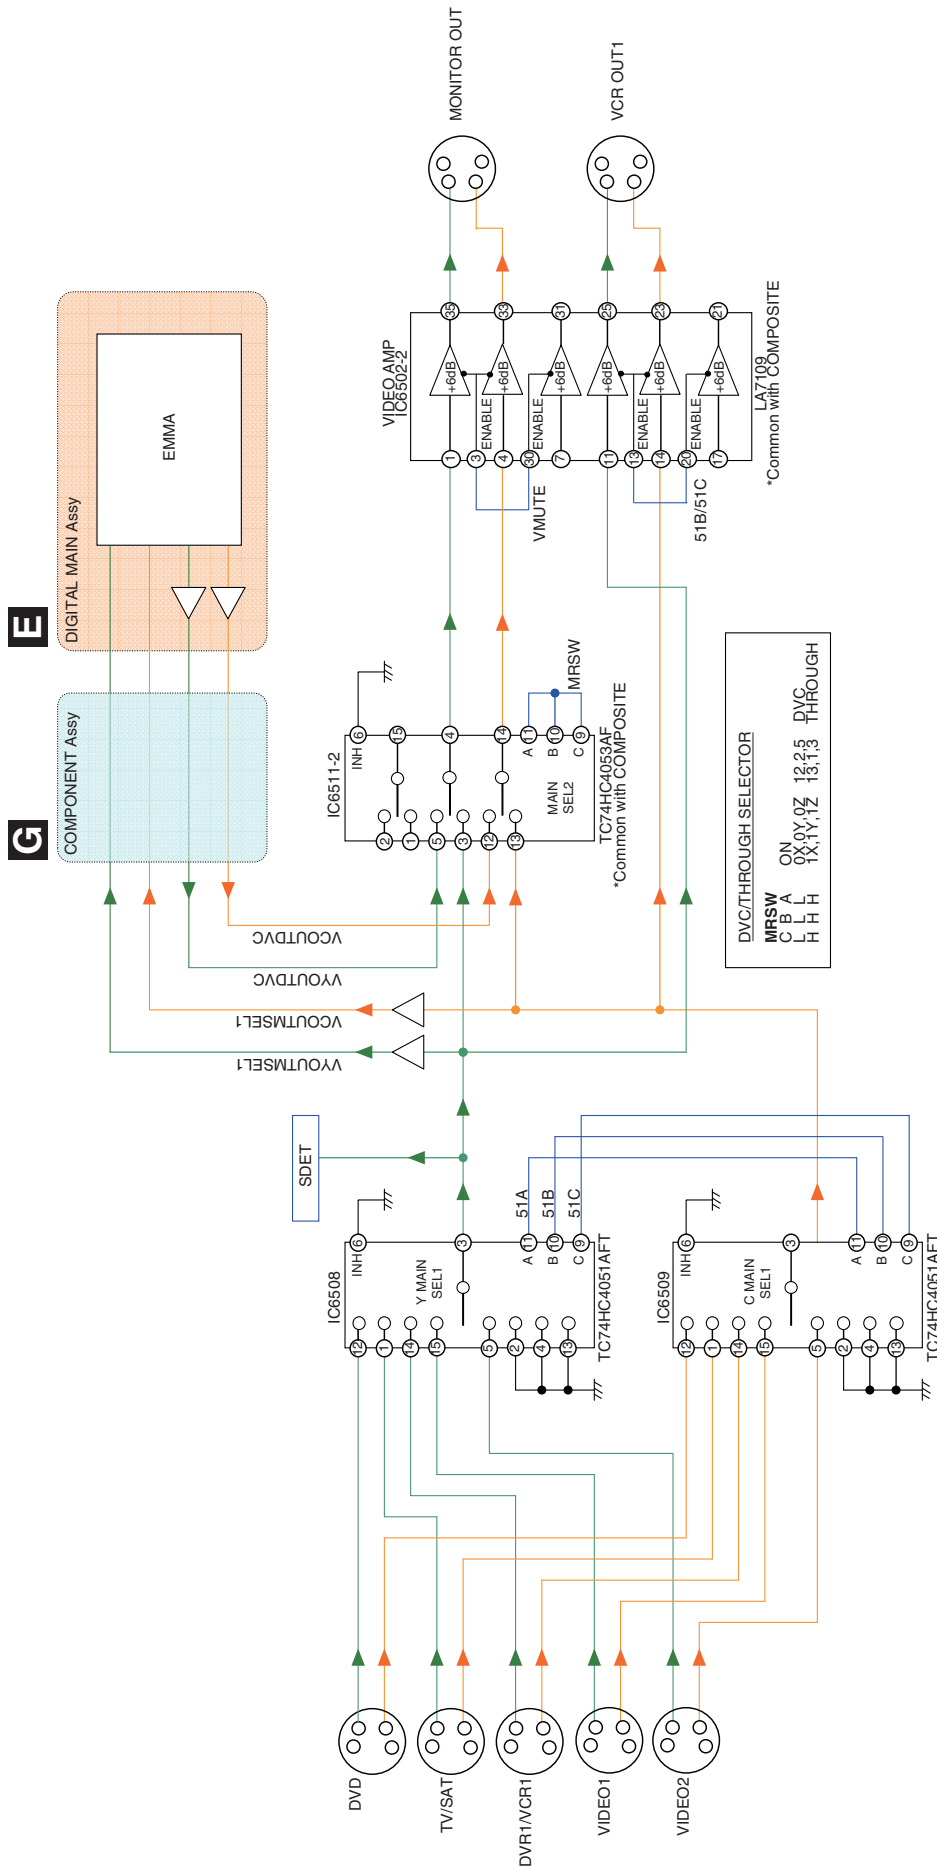 DVD
TV/SAT
DVR1/VCR1
VIDEO1
VIDEO2
IC6508
12
1
14
15
5
2
4
13
6
INH
3
Y MAIN
SEL1
11
10
9
A
B
C
TC74HC4051AFT
51A
51B
51C
IC6509
12
1
14
15
5
2
4
13
6
INH
3
C MAIN
SEL1
11
10
9
A
B
C
TC74HC4051AFT
SDET
VYOUTMSEL1
VCOUTMSEL1
VYOUTDVC
VCOUTDVC
G
COMPONENT Assy
E
DIGITAL MAIN Assy
EMMA
IC6511-2
2
1
5
3
12
13
6
INH
15
4
14
11
10
9
A
B
C
MAIN
SEL2
MRSW
TC74HC4053AF
*Common with COMPOSITE
VIDEO AMP
IC6502-2
1
3
4
30
7
11
13
14
20
17
+6dB
+6dB
+6dB
+6dB
+6dB
+6dB
ENABLE
ENABLE
ENABLE
ENABLE
35
33
31
25
23
21
VMUTE
51B/51C
LA7109
*Common with COMPOSITE
MONITOR OUT
VCR OUT1
DVC/THROUGH SELECTOR
MRSW
C B A ON
L L L 0X,0Y,0Z 12,2,5 DVC
H H H 1X,1Y,1Z 13,1,3 THROUGH